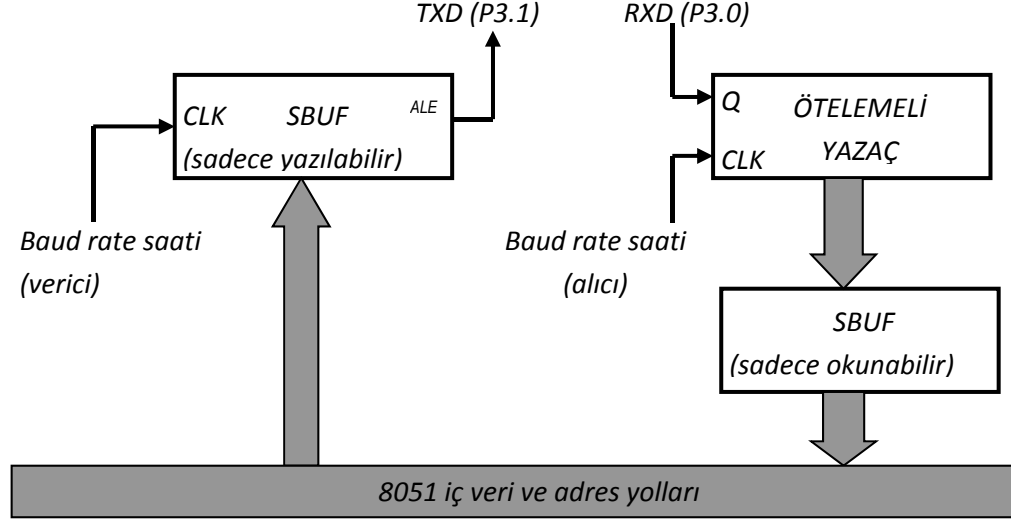 TXD (P3.1)
RXD (P3.0)
CLK SBUF ALE
(sadece yazılabilir)
Q ÖTELEMELİ
YAZAÇ
CLK
Baud rate saati
(verici)
Baud rate saati
(alıcı)
SBUF
(sadece okunabilir)
8051 iç veri ve adres yolları